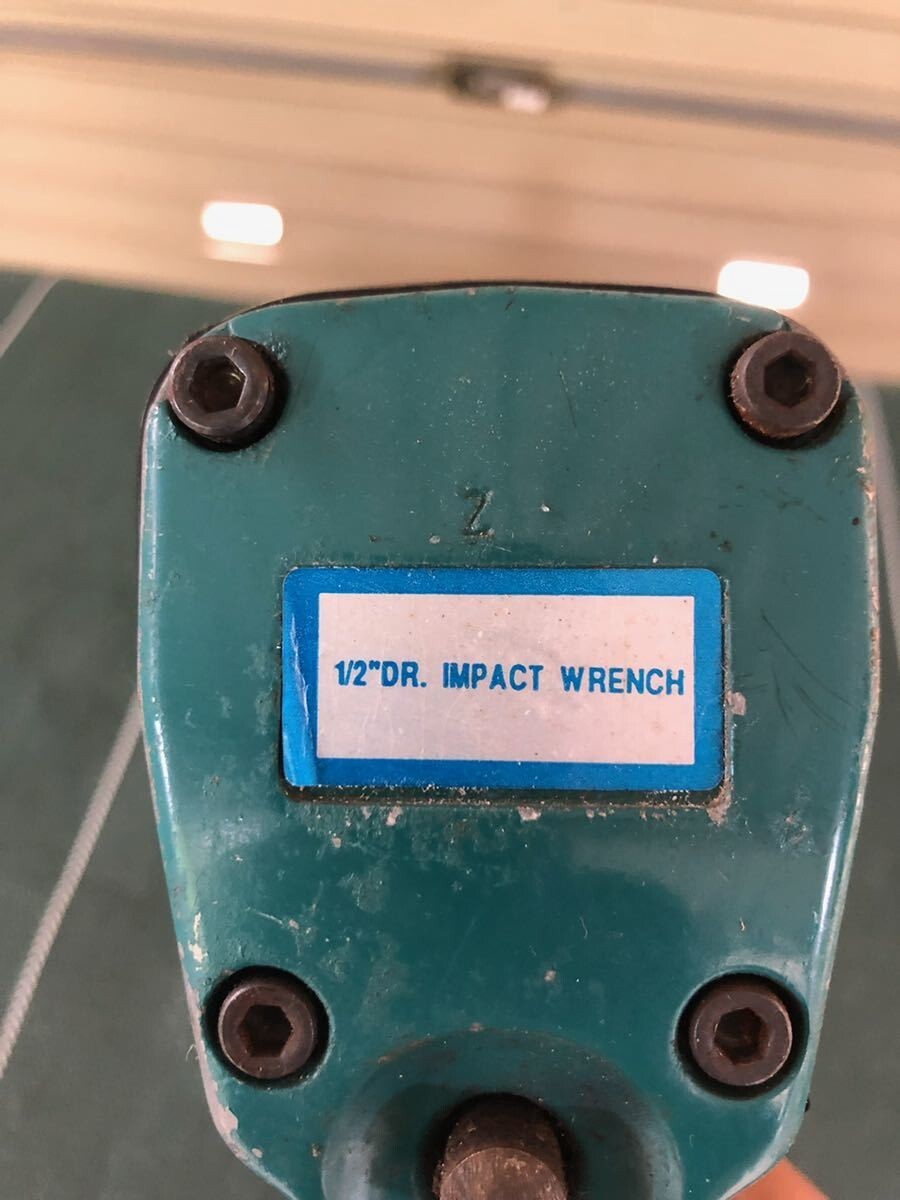 Z
1/2"DR. IMPACT WRENCH